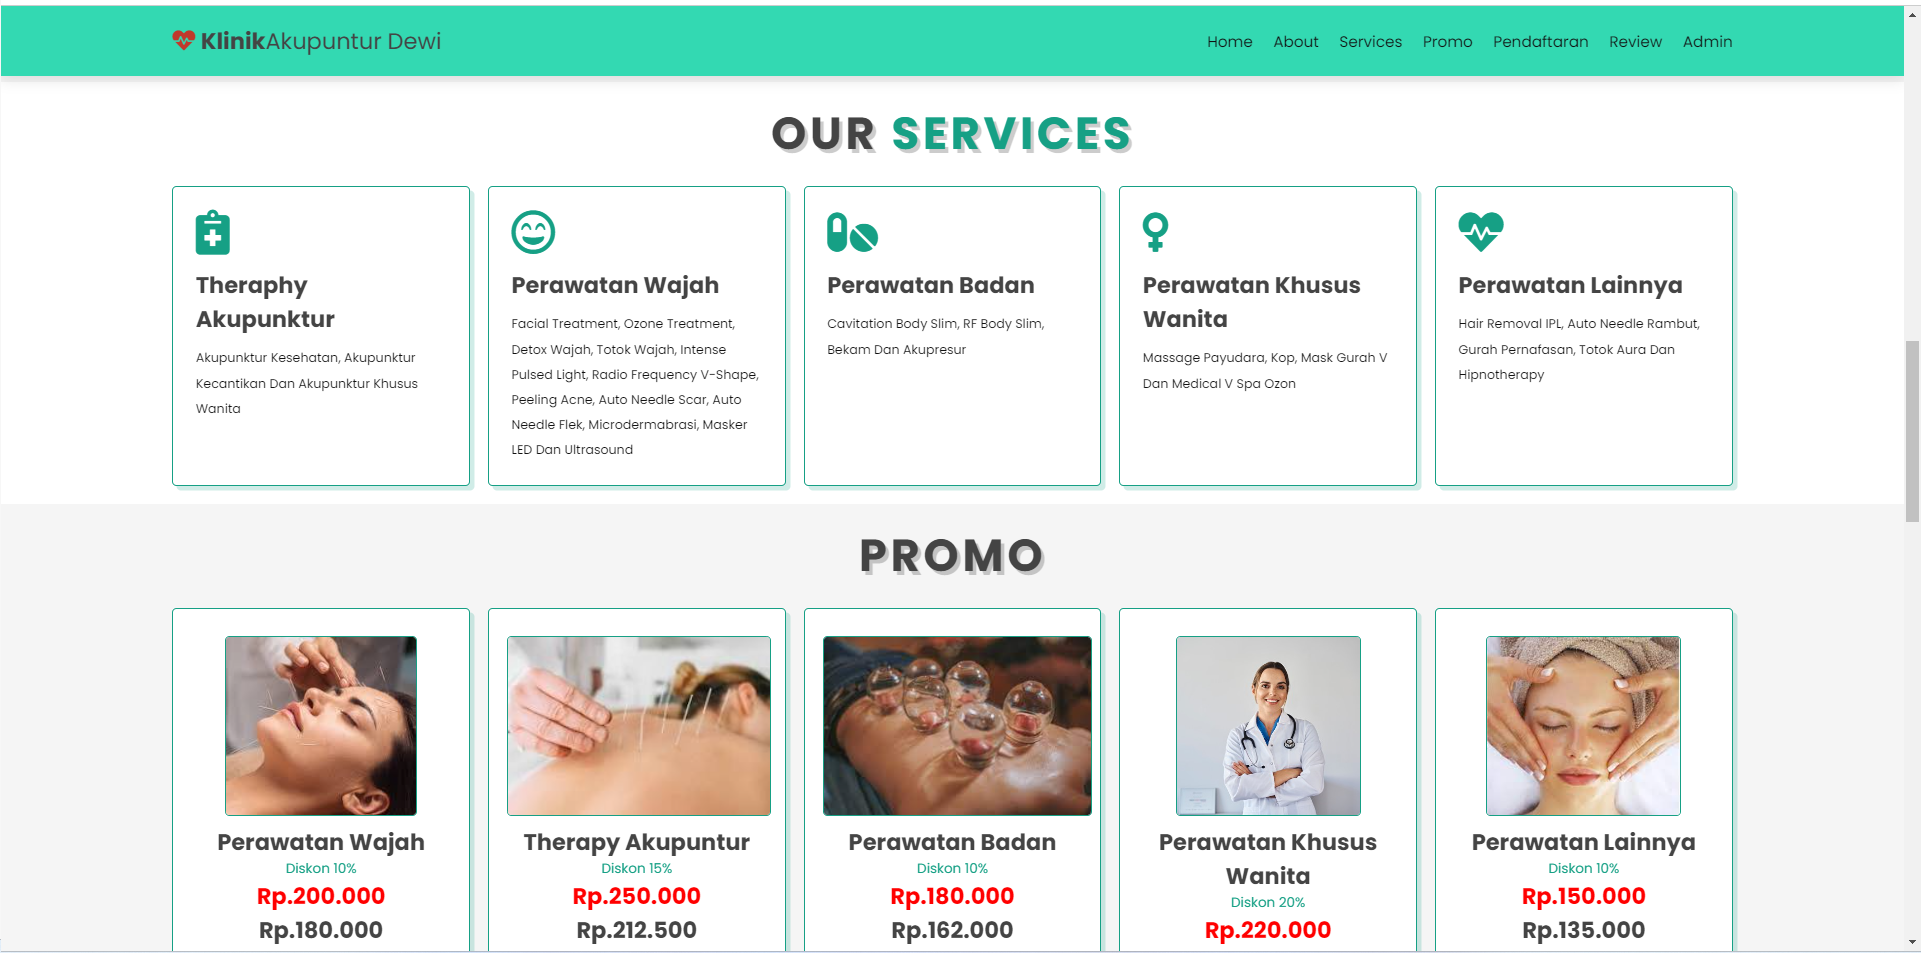 KlinikAkupuntur Dewi
Home About Services Promo Pendaftaran Review Admin
OUR SERVICES
Theraphy
Akupunktur
Akupunktur Kesehatan, Akupunktur
Kecantikan Dan Akupunktur Khusus
Wanita
Perawatan Wajah
Facial Treatment, Ozone Treatment,
Detox Wajah, Totok Wajah, Intense
Pulsed Light, Radio Frequency V-Shape,
Peeling Acne, Auto Needle Scar, Auto
Needle Flek, Microdermabrasi, Masker
LED Dan Ultrasound
Perawatan Badan
Cavitation Body Slim, RF Body Slim,
Bekam Dan Akupresur
Perawatan Khusus
Wanita
Massage Payudara, Kop, Mask Gurah V
Dan Medical V Spa Ozon
Perawatan Lainnya
Hair Removal IPL, Auto Needle Rambut,
Gurah Pernafasan, Totok Aura Dan
Hipnotherapy
PROMO
Perawatan Wajah
Diskon 10%
Rp.200.000
Rp.180.000
Therapy Akupuntur
Diskon 15%
Rp.250.000
Rp.212.500
Perawatan Badan
Diskon 10%
Rp.180.000
Rp.162.000
Perawatan Khusus
Wanita
Diskon 20%
Rp.220.000
Perawatan Lainnya
Diskon 10%
Rp.150.000
Rp.135.000